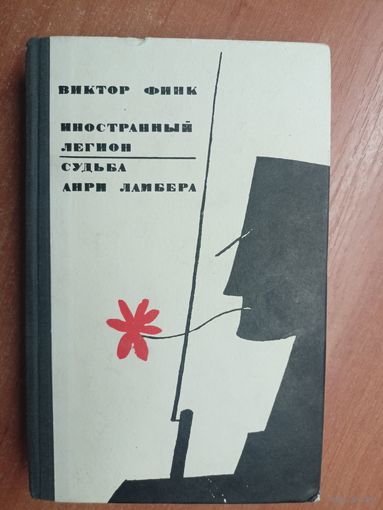 ВИКТОР ФИНК
ИНОСТРАННЫЙ
ЛЕГИОН
СУДЬБА
АНРИ ЛАМБЕРА